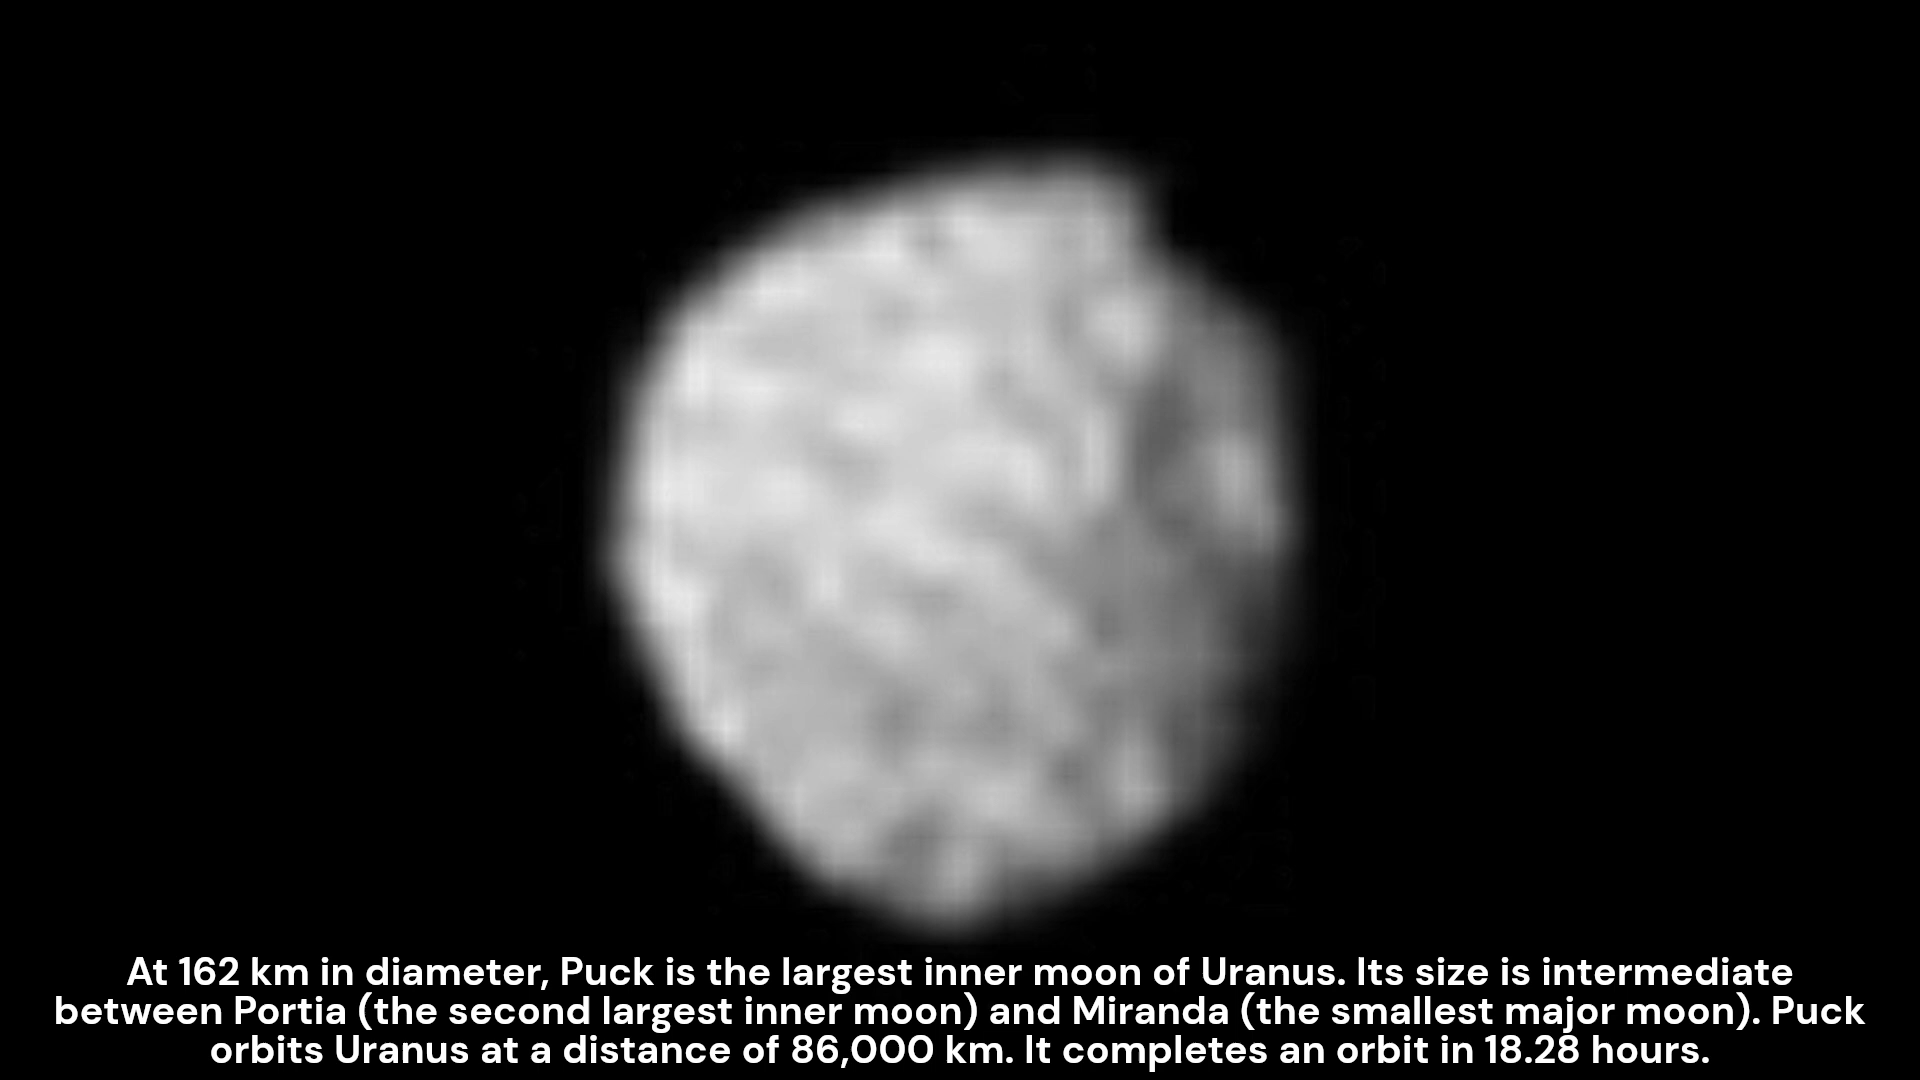 At 162 km in diameter, Puck is the largest inner moon of Uranus. Its size is intermediate
between Portia (the second largest inner moon) and Miranda (the smallest major moon). Puck
orbits Uranus at a distance of 86,000 km. It completes an orbit in 18.28 hours.